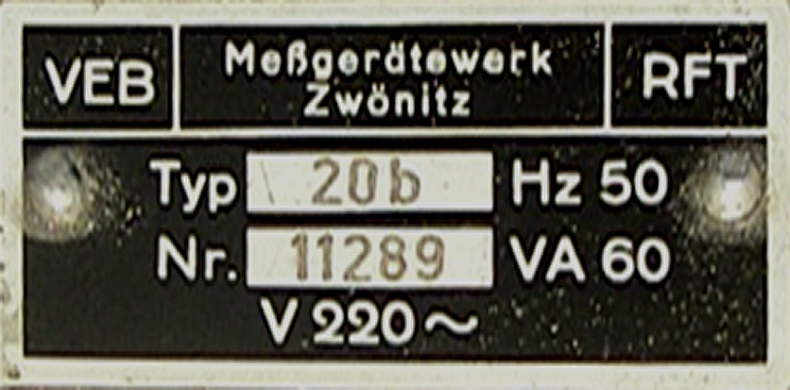 VEB
Meßgerätewerk
Zwönitz
RFT
Typ 20b Hz 50
Nr. 11289 VA 60
V 220~